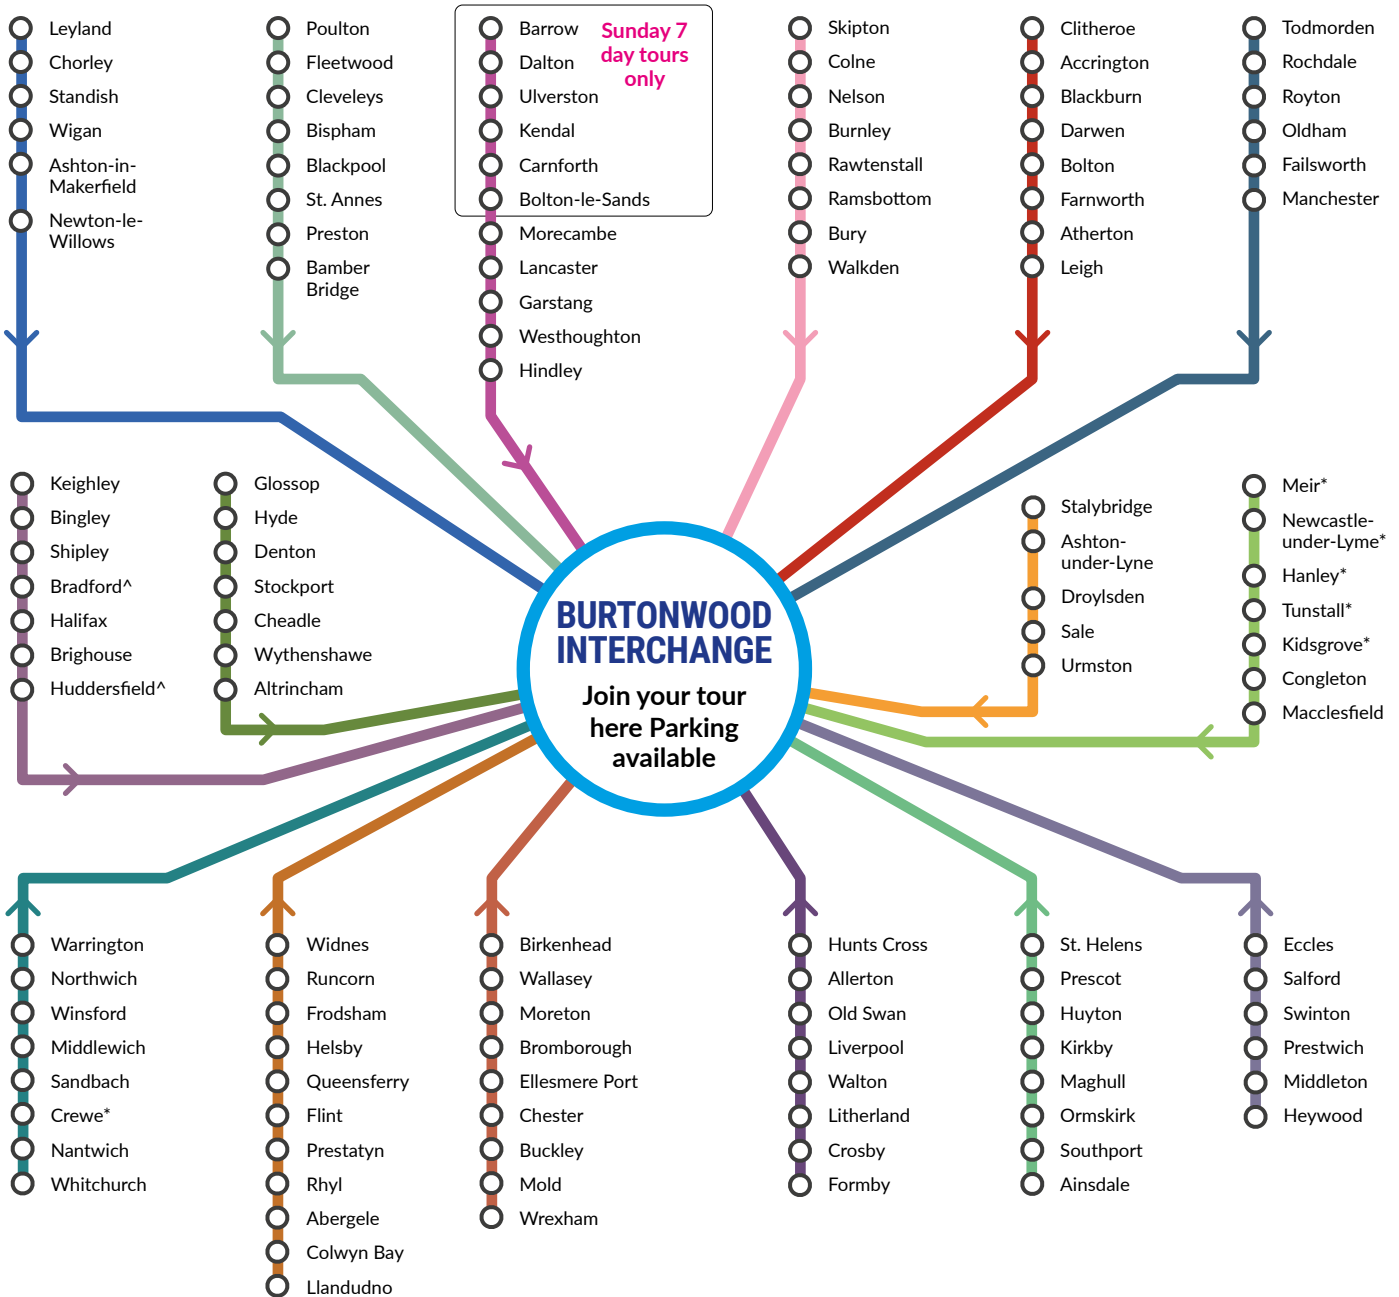 Leyland
Chorley
Standish
Wigan
Ashton-in-
Makerfield
Newton-le-
Willows
Poulton
Fleetwood
Cleveleys
Bispham
Blackpool
St. Annes
Preston
Bamber
Bridge
Barrow
Dalton
Ulverston
Kendal
Carnforth
Bolton-le-Sands
Morecambe
Lancaster
Garstang
Westhoughton
Hindley
Sunday 7
day tours
only
Skipton
Colne
Nelson
Burnley
Rawtenstall
Ramsbottom
Bury
Walkden
Clitheroe
Accrington
Blackburn
Darwen
Bolton
Farnworth
Atherton
Leigh
Todmorden
Rochdale
Royton
Oldham
Failsworth
Manchester
Keighley
Bingley
Shipley
Bradford^
Halifax
Brighouse
Huddersfield^
Glossop
Hyde
Denton
Stockport
Cheadle
Wythenshawe
Altrincham
BURTONWOOD
INTERCHANGE
Join your tour
here Parking
available
Stalybridge
Ashton-
under-Lyne
Droylsden
Sale
Urmston
Meir*
Newcastle-
under-Lyme*
Hanley*
Tunstall*
Kidsgrove*
Congleton
Macclesfield
Warrington
Northwich
Winsford
Middlewich
Sandbach
Crewe*
Nantwich
Whitchurch
Widnes
Runcorn
Frodsham
Helsby
Queensferry
Flint
Prestatyn
Rhyl
Abergele
Colwyn Bay
Llandudno
Birkenhead
Wallasey
Moreton
Bromborough
Ellesmere Port
Chester
Buckley
Mold
Wrexham
Hunts Cross
Allerton
Old Swan
Liverpool
Walton
Litherland
Crosby
Formby
St. Helens
Prescot
Huyton
Kirkby
Maghull
Ormskirk
Southport
Ainsdale
Eccles
Salford
Swinton
Prestwich
Middleton
Heywood